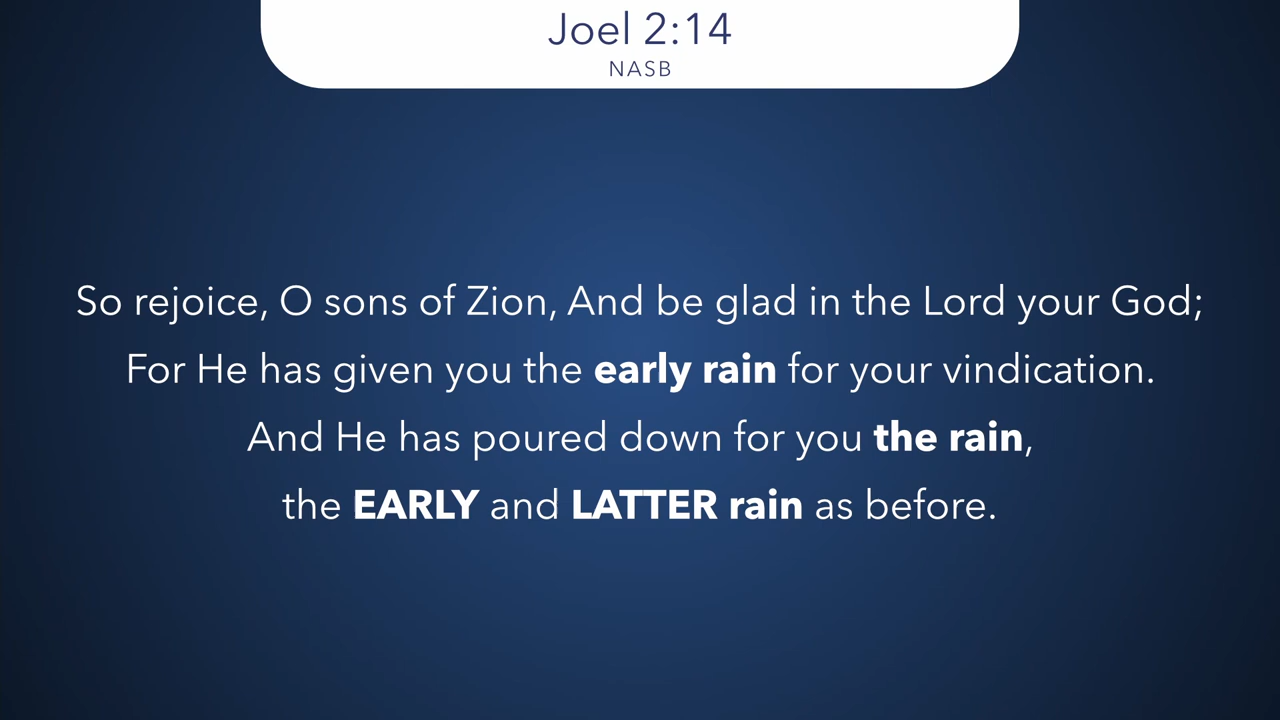 Joel 2:14
NASB
So rejoice, O sons of Zion, And be glad in the Lord your God;
For He has given you the early rain for your vindication.
And He has poured down for you the rain,
the EARLY and LATTER rain as before.